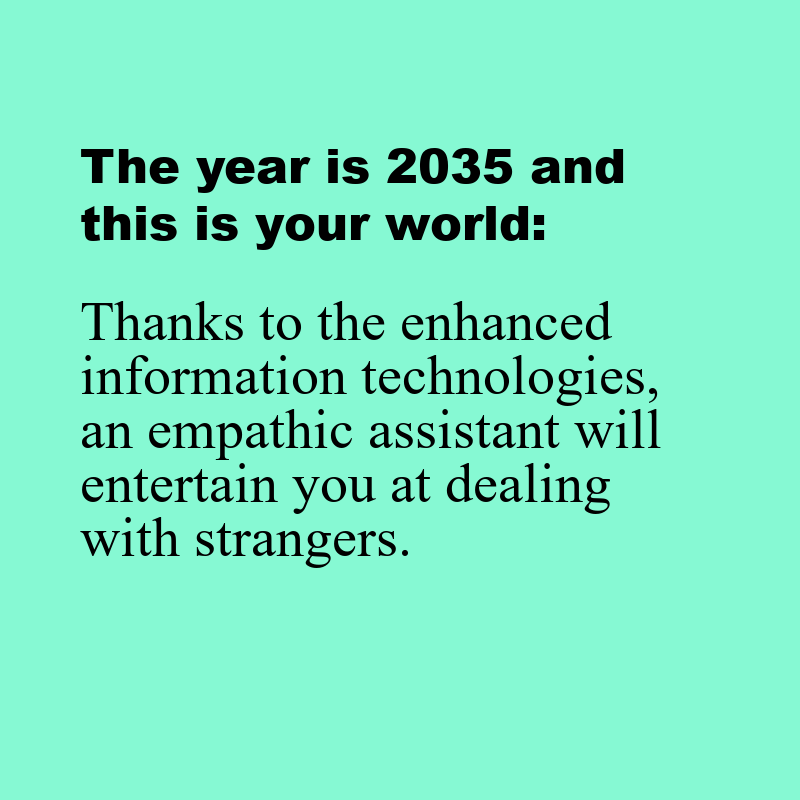 The year is 2035 and
this is your world:
Thanks to the enhanced
information technologies,
an empathic assistant will
entertain you at dealing
with strangers.